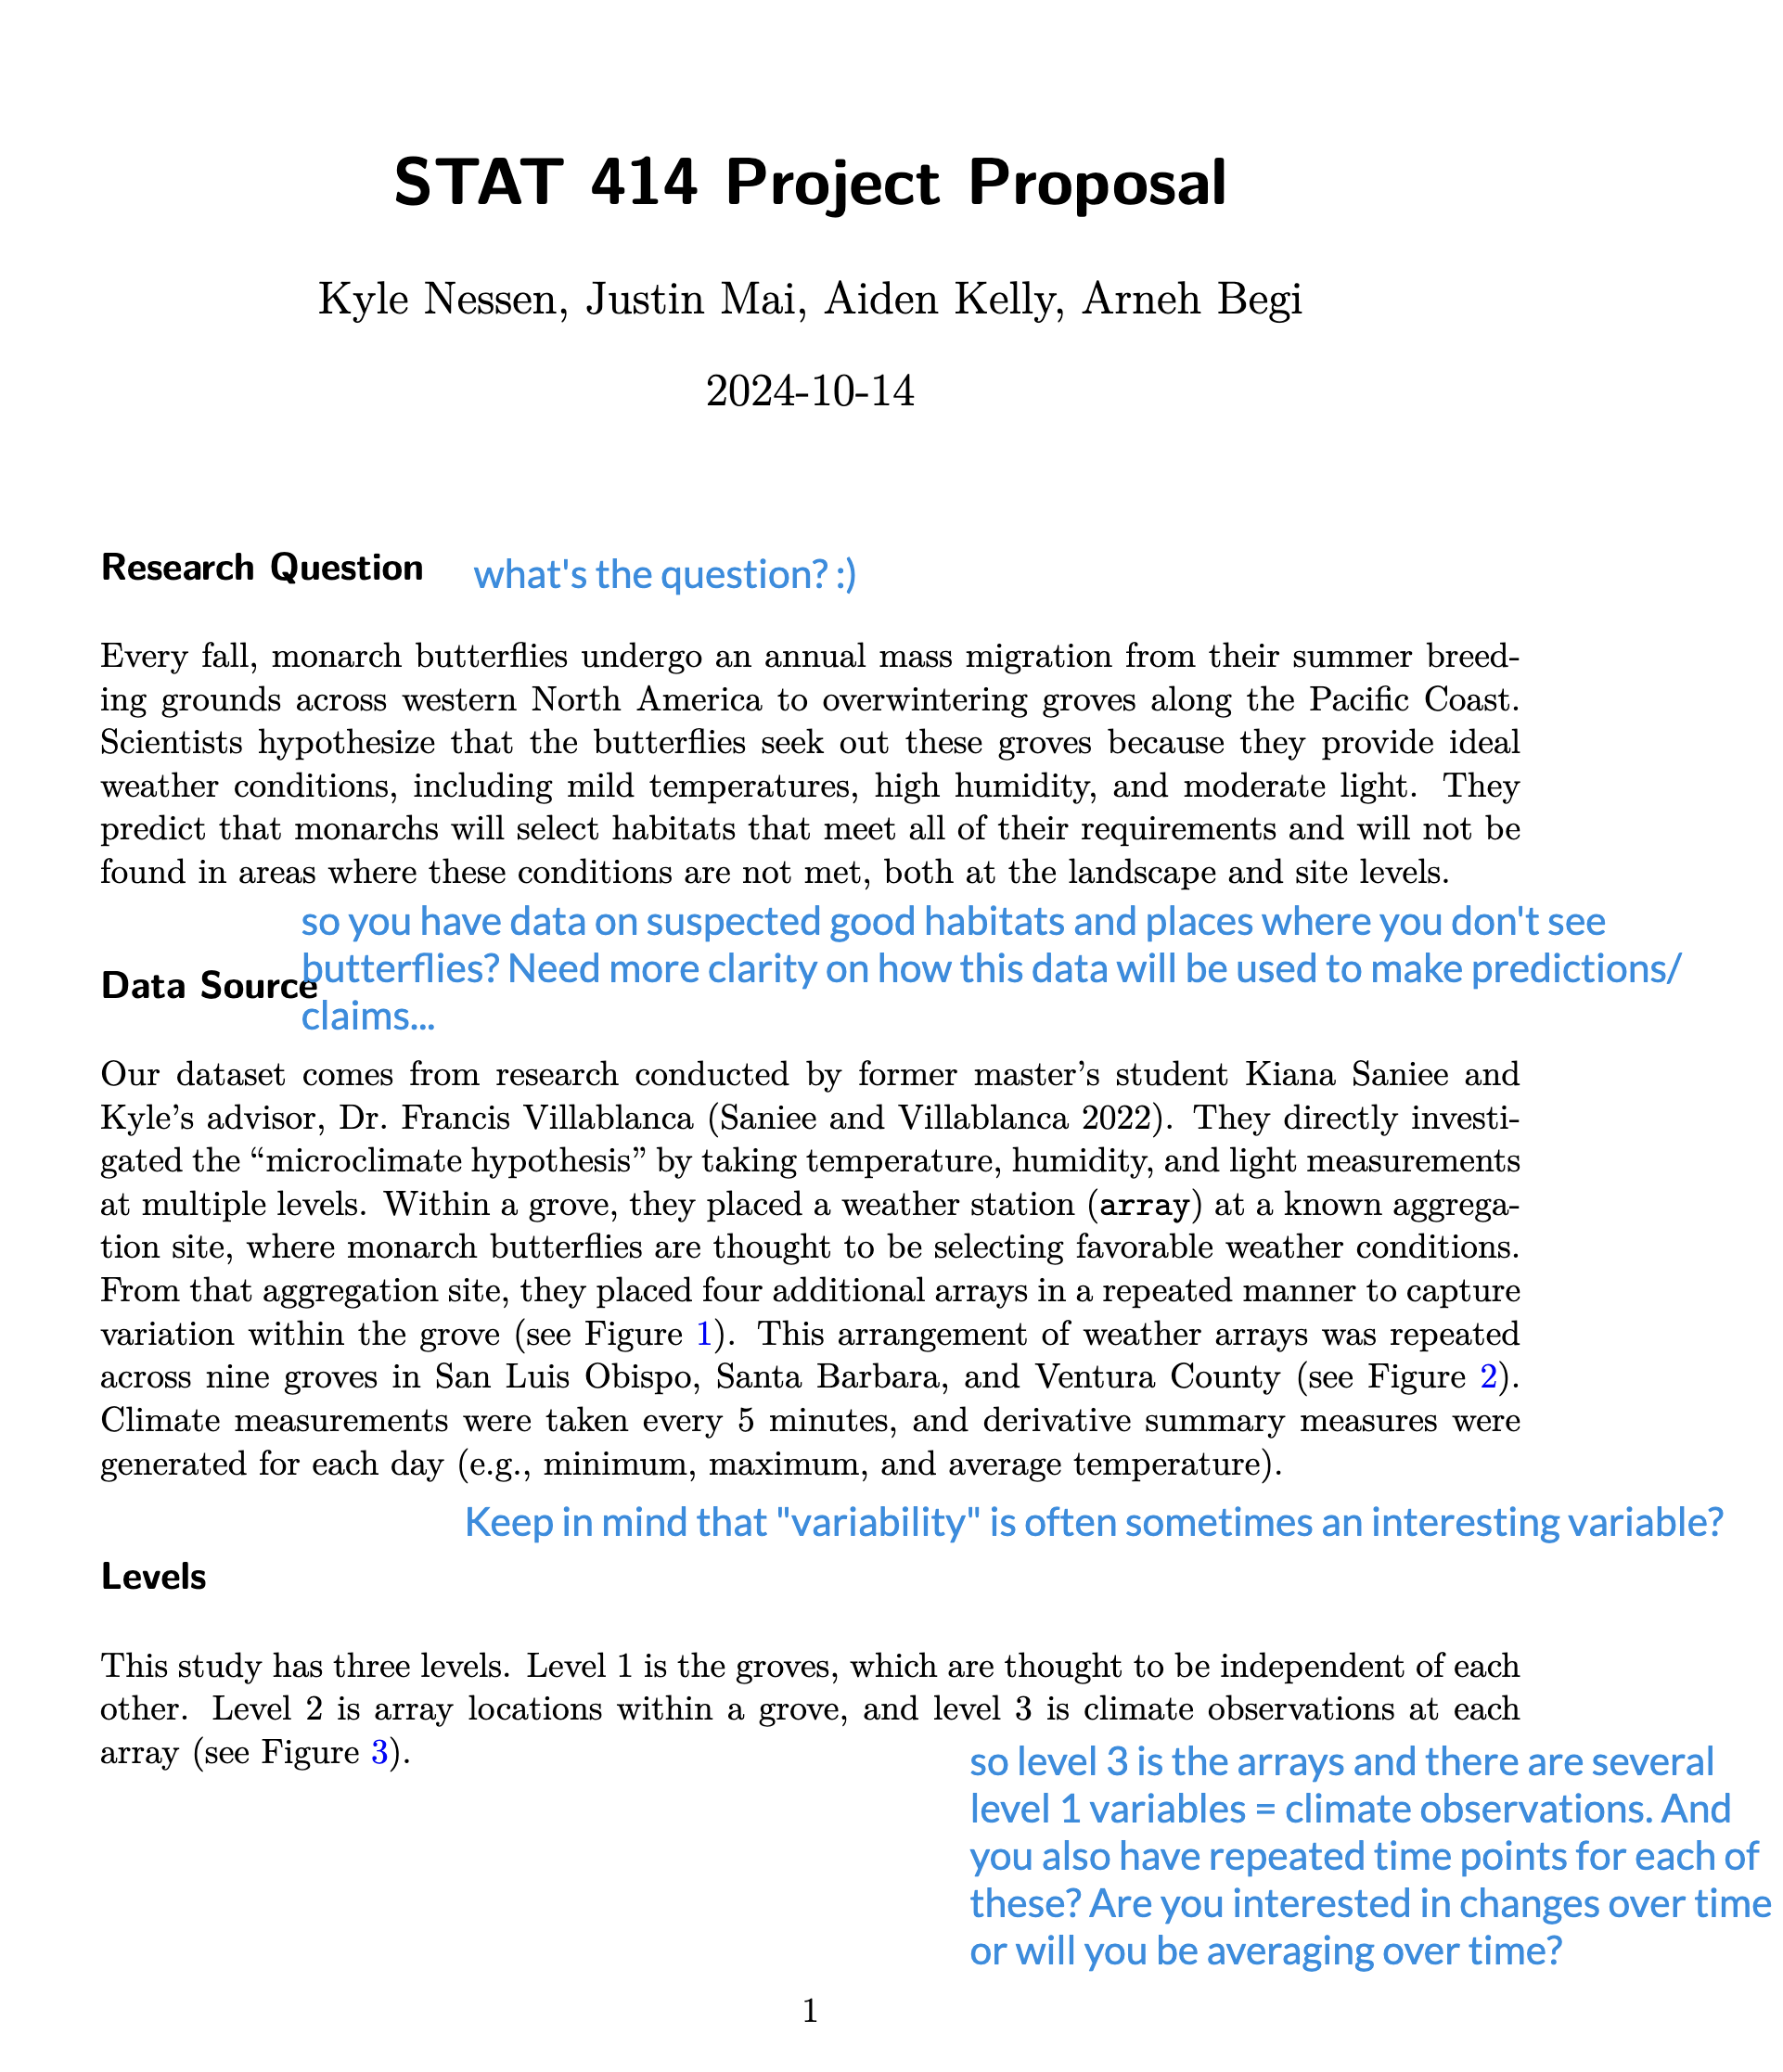 STAT 414 Project Proposal
Kyle Nessen, Justin Mai, Aiden Kelly, Arneh Begi
2024-10-14
Research Question what's the question? :)
Every fall, monarch butterflies undergo an annual mass migration from their summer breed-
ing grounds across western North America to overwintering groves along the Pacific Coast.
Scientists hypothesize that the butterflies seek out these groves because they provide ideal
weather conditions, including mild temperatures, high humidity, and moderate light. They
predict that monarchs will select habitats that meet all of their requirements and will not be
found in areas where these conditions are not met, both at the landscape and site levels.
so you have data on suspected good habitats and places where you don't see
butterflies? Need more clarity on how this data will be used to make predictions/
claims...
Data Source
Our dataset comes from research conducted by former master's student Kiana Saniee and
Kyle's advisor, Dr. Francis Villablanca (Saniee and Villablanca 2022). They directly investi-
gated the “microclimate hypothesis” by taking temperature, humidity, and light measurements
at multiple levels. Within a grove, they placed a weather station (array) at a known aggrega-
tion site, where monarch butterflies are thought to be selecting favorable weather conditions.
From that aggregation site, they placed four additional arrays in a repeated manner to capture
variation within the grove (see Figure 1). This arrangement of weather arrays was repeated
across nine groves in San Luis Obispo, Santa Barbara, and Ventura County (see Figure 2).
Climate measurements were taken every 5 minutes, and derivative summary measures were
generated for each day (e.g., minimum, maximum, and average temperature).
Keep in mind that "variability" is often sometimes an interesting variable?
Levels
This study has three levels. Level 1 is the groves, which are thought to be independent of each
other. Level 2 is array locations within a grove, and level 3 is climate observations at each
array (see Figure 3).
so level 3 is the arrays and there are several
level 1 variables = climate observations. And
you also have repeated time points for each of
these? Are you interested in changes over time
or will you be averaging over time?
1